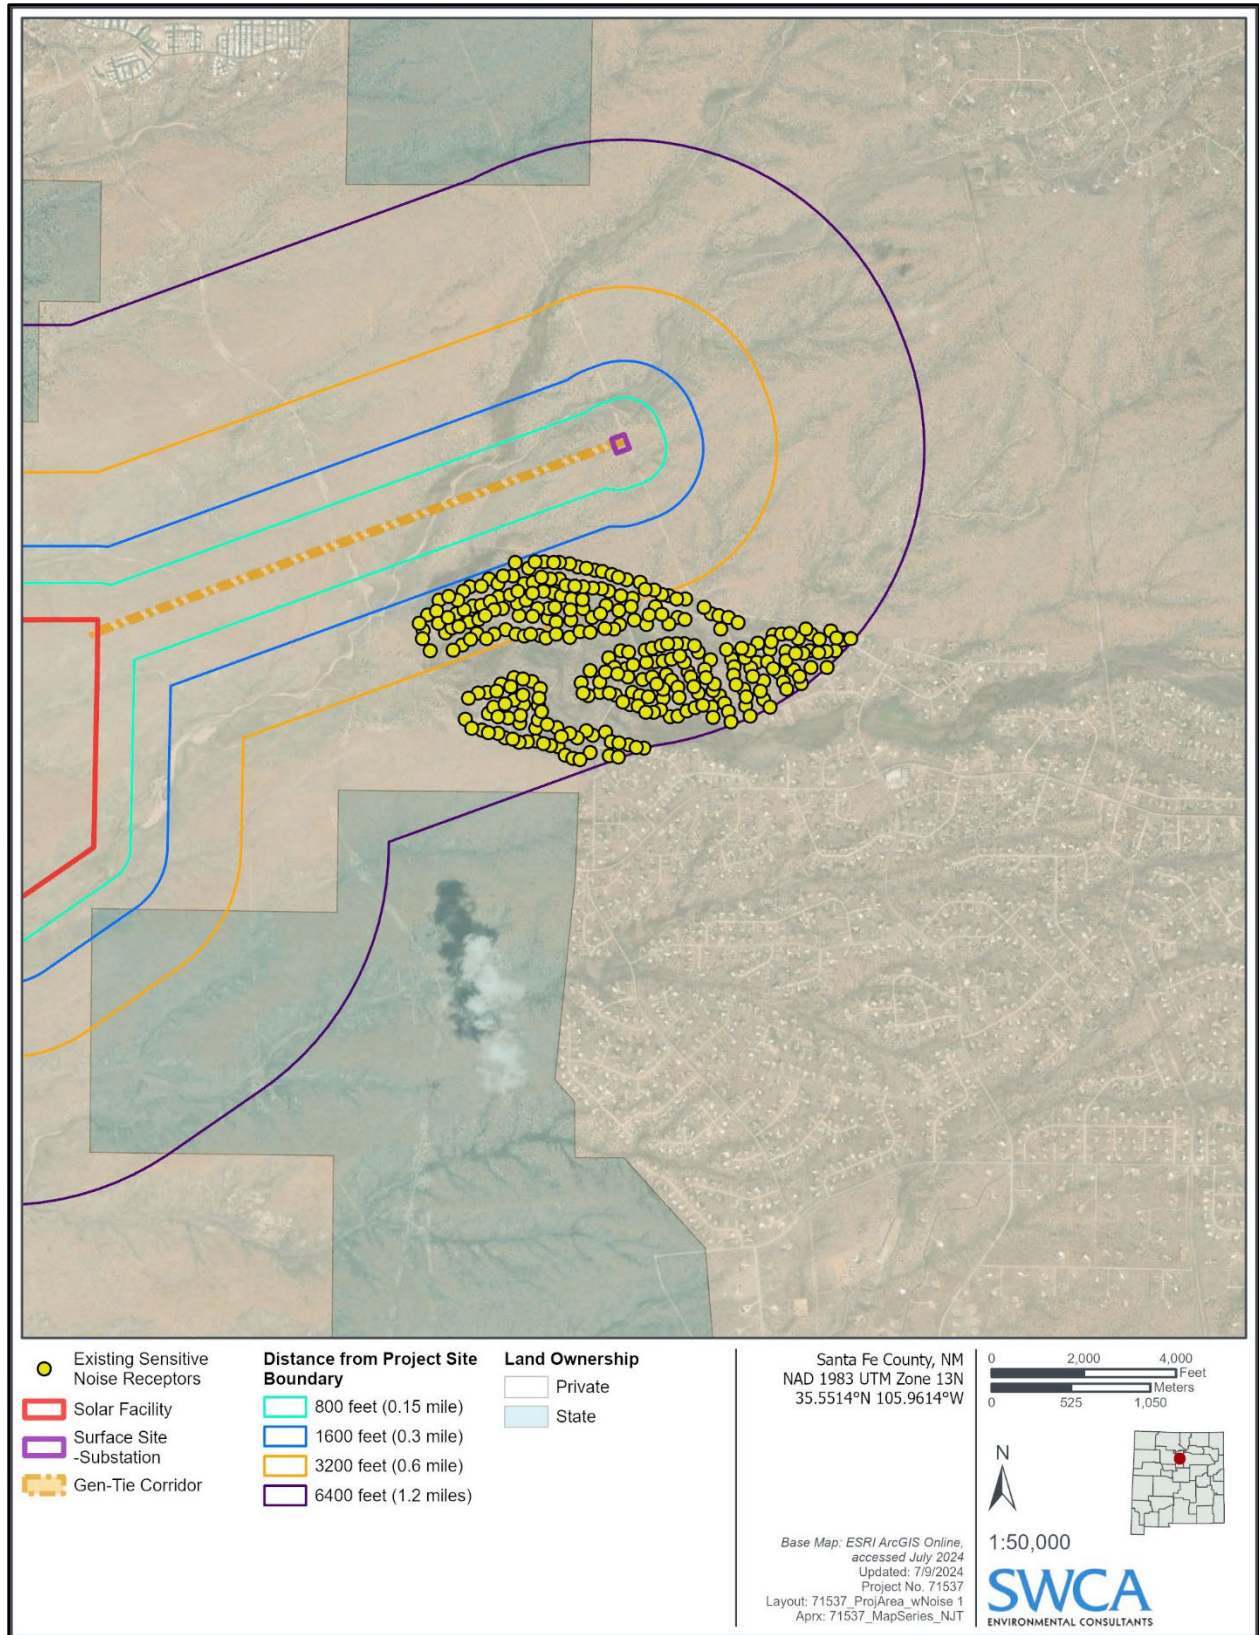 Existing Sensitive
Noise Receptors
Solar Facility
Surface Site
-Substation
Gen-Tie Corridor
Distance from Project Site
Boundary
800 feet (0.15 mile)
1600 feet (0.3 mile)
3200 feet (0.6 mile)
6400 feet (1.2 miles)
Land Ownership
Private
State
Santa Fe County, NM
NAD 1983 UTM Zone 13N
35.5514°N 105.9614°W
Base Map: ESRI ArcGIS Online,
accessed July 2024
Updated: 7/9/2024
Project No. 71537
Layout: 71537_ProjArea_wNoise 1
Aprx: 71537_MapSeries_NJT
0 2,000 4,000
Feet
Meters
0 525 1,050
N
1:50,000
SWCA
ENVIRONMENTAL CONSULTANTS